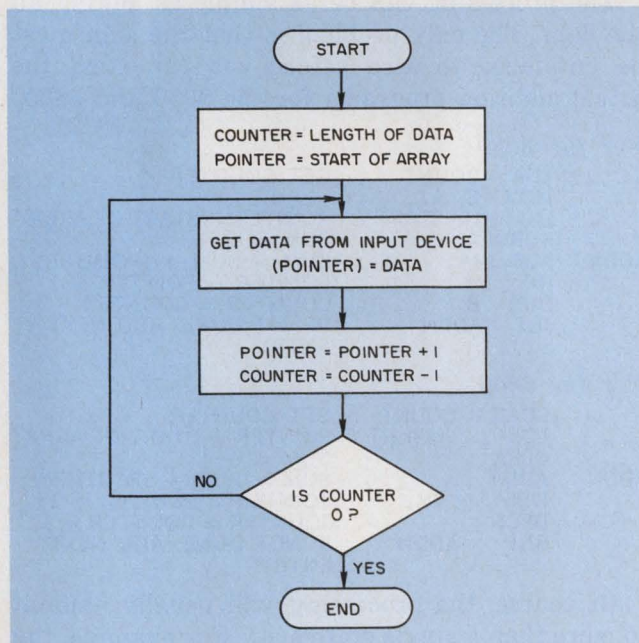 START
COUNTER = LENGTH OF DATA
POINTER = START OF ARRAY
GET DATA FROM INPUT DEVICE
(POINTER) = DATA
POINTER = POINTER + 1
COUNTER = COUNTER - 1
NO
IS COUNTER
0?
YES
END